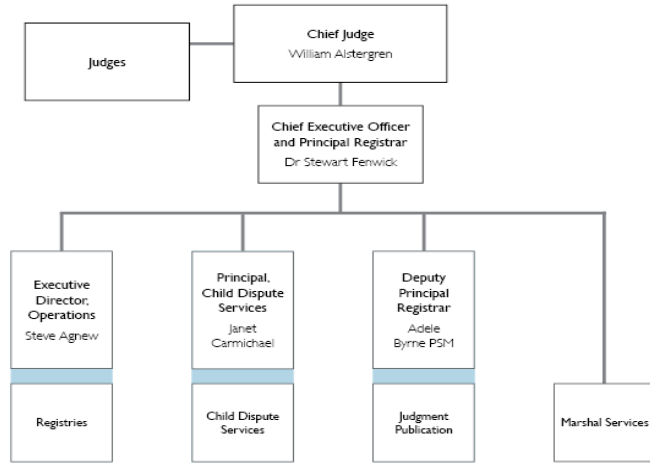 Chief Judge
William Alstergren
Judges
Chief Executive Officer
and Principal Registrar
Dr Stewart Fenwick
Executive
Director,
Operations
Steve Agnew
Principal,
Child Dispute
Services
Janet
Carmichael
Deputy
Principal
Registrar
Adele
Byrne PSM
Registries
Child Dispute
Services
Judgment
Publication
Marshal Services